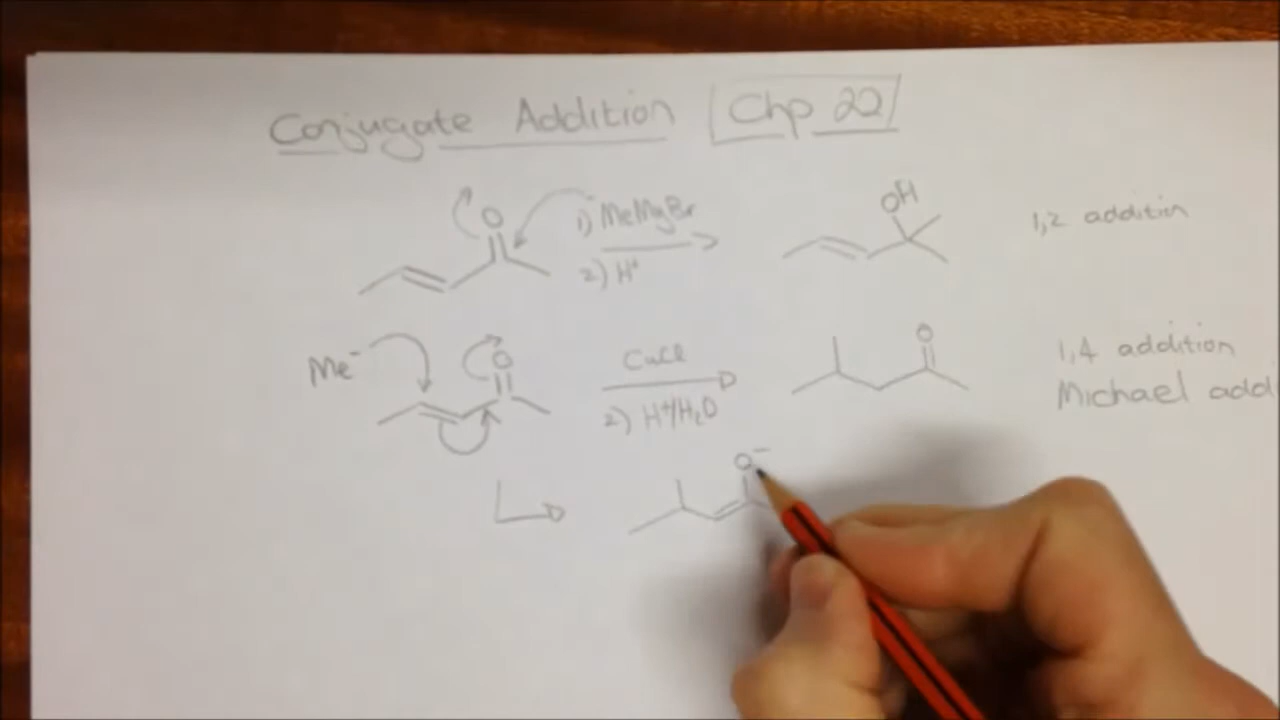 Conjugate Addition Chp 22
O 1) MeMgBr OH 1,2 additin
2) H+
Me- O CuCl O 1,4 addition
2) H+/H2O Michael add
O-